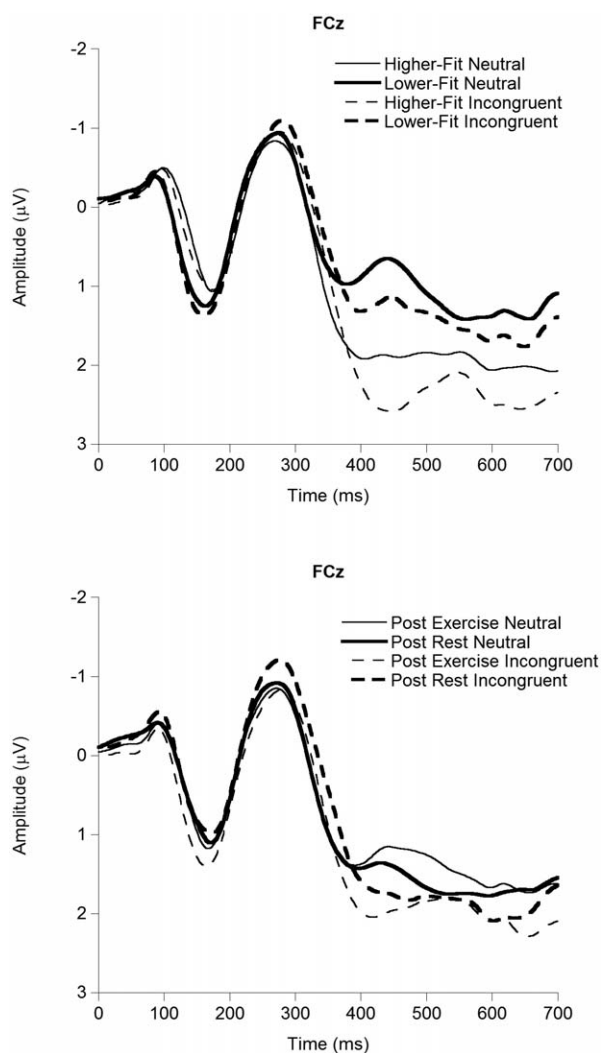 FCz
-2
Higher-Fit Neutral
Lower-Fit Neutral
Higher-Fit Incongruent
Lower-Fit Incongruent
-1
0
1
2
3
Amplitude (μV)
0 100 200 300 400 500 600 700
Time (ms)
FCz
-2
Post Exercise Neutral
Post Rest Neutral
Post Exercise Incongruent
Post Rest Incongruent
-1
0
1
2
3
Amplitude (μV)
0 100 200 300 400 500 600 700
Time (ms)